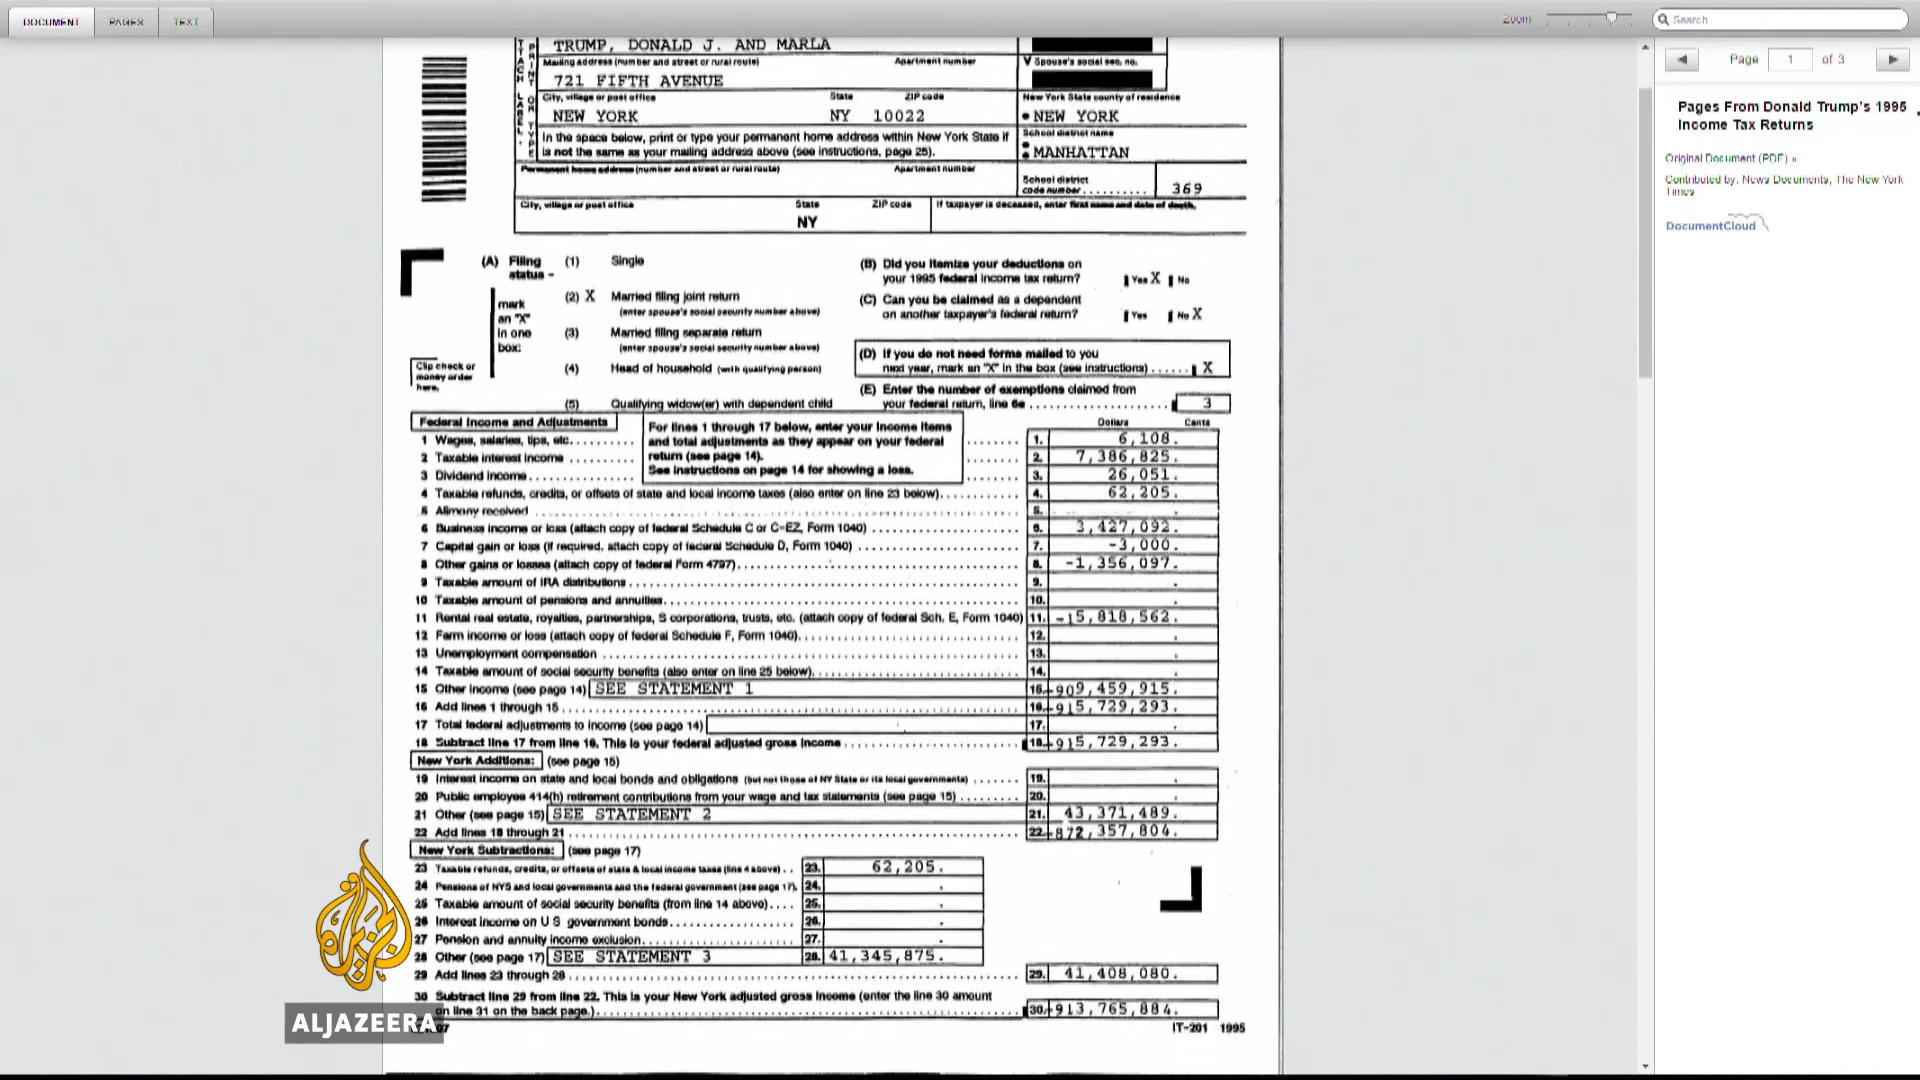 DOCUMENT PAGES TEXT Zoom Search
Page 1 of 3
Pages From Donald Trump's 1995
Income Tax Returns
Original Document (PDF) »
Contributed by: News Documents, The New York
Times
DocumentCloud
TRUMP, DONALD J. AND MARLA
Mailing address (number and street or rural route) Apartment number Spouse's social sec. no.
721 FIFTH AVENUE
City, village or post office State ZIP code New York State county of residence
NEW YORK NY 10022 NEW YORK
In the space below, print or type your permanent home address within New York State if School district name
is not the same as your mailing address above (see instructions, page 25). MANHATTAN
Permanent home address (number and street or rural route) Apartment number School district
code number 369
City, village or post office State ZIP code If taxpayer is deceased, enter first name and date of death.
NY
(A) Filing (1) Single
status -
mark
an "X"
in one
box:
(2) X Married filing joint return
(enter spouse's social security number above)
(3) Married filing separate return
(enter spouse's social security number above)
(4) Head of household (with qualifying person)
(5) Qualifying widow(er) with dependent child
Clip check or
money order
here.
(B) Did you itemize your deductions on
your 1995 federal income tax return? Yes X No
(C) Can you be claimed as a dependent
on another taxpayer's federal return? Yes No X
(D) If you do not need forms mailed to you
next year, mark an "X" in the box (see instructions) ...... X
(E) Enter the number of exemptions claimed from
your federal return, line 6e 3
Federal Income and Adjustments
For lines 1 through 17 below, enter your income items
and total adjustments as they appear on your federal
return (see page 14).
See instructions on page 14 for showing a loss.
Dollars Cents
1 Wages, salaries, tips, etc. 1. 6,108.
2 Taxable interest income 2. 7,386,825.
3 Dividend income 3. 26,051.
4 Taxable refunds, credits, or offsets of state and local income taxes (also enter on line 23 below) 4. 62,205.
5 Alimony received 5.
6 Business income or loss (attach copy of federal Schedule C or C-EZ, Form 1040) 6. 3,427,092.
7 Capital gain or loss (if required, attach copy of federal Schedule D, Form 1040) 7. -3,000.
8 Other gains or losses (attach copy of federal Form 4797) 8. -1,356,097.
9 Taxable amount of IRA distributions 9.
10 Taxable amount of pensions and annuities 10.
11 Rental real estate, royalties, partnerships, S corporations, trusts, etc. (attach copy of federal Sch. E, Form 1040) 11. -15,818,562.
12 Farm income or loss (attach copy of federal Schedule F, Form 1040) 12.
13 Unemployment compensation 13.
14 Taxable amount of social security benefits (also enter on line 25 below) 14.
15 Other income (see page 14) SEE STATEMENT 1 15. -909,459,915.
16 Add lines 1 through 15 16. -915,729,293.
17 Total federal adjustments to income (see page 14) 17.
18 Subtract line 17 from line 16. This is your federal adjusted gross income 18. -915,729,293.
New York Additions: (see page 15)
19 Interest income on state and local bonds and obligations (but not those of NY State or its local governments) 19.
20 Public employee 414(h) retirement contributions from your wage and tax statements (see page 15) 20.
21 Other (see page 15) SEE STATEMENT 2 21. 43,371,489.
22 Add lines 18 through 21 22. -872,357,804.
New York Subtractions: (see page 17)
23 Taxable refunds, credits, or offsets of state & local income taxes (line 4 above) 23. 62,205.
24 Pensions of NYS and local governments and the federal government (see page 17) 24.
25 Taxable amount of social security benefits (from line 14 above) 25.
26 Interest income on U S government bonds 26.
27 Pension and annuity income exclusion 27.
28 Other (see page 17) SEE STATEMENT 3 28. 41,345,875.
29 Add lines 23 through 28 29. 41,408,080.
30 Subtract line 29 from line 22. This is your New York adjusted gross income (enter the line 30 amount
on line 31 on the back page.) 30. -913,765,884.
IT-201 1995
ALJAZEERA